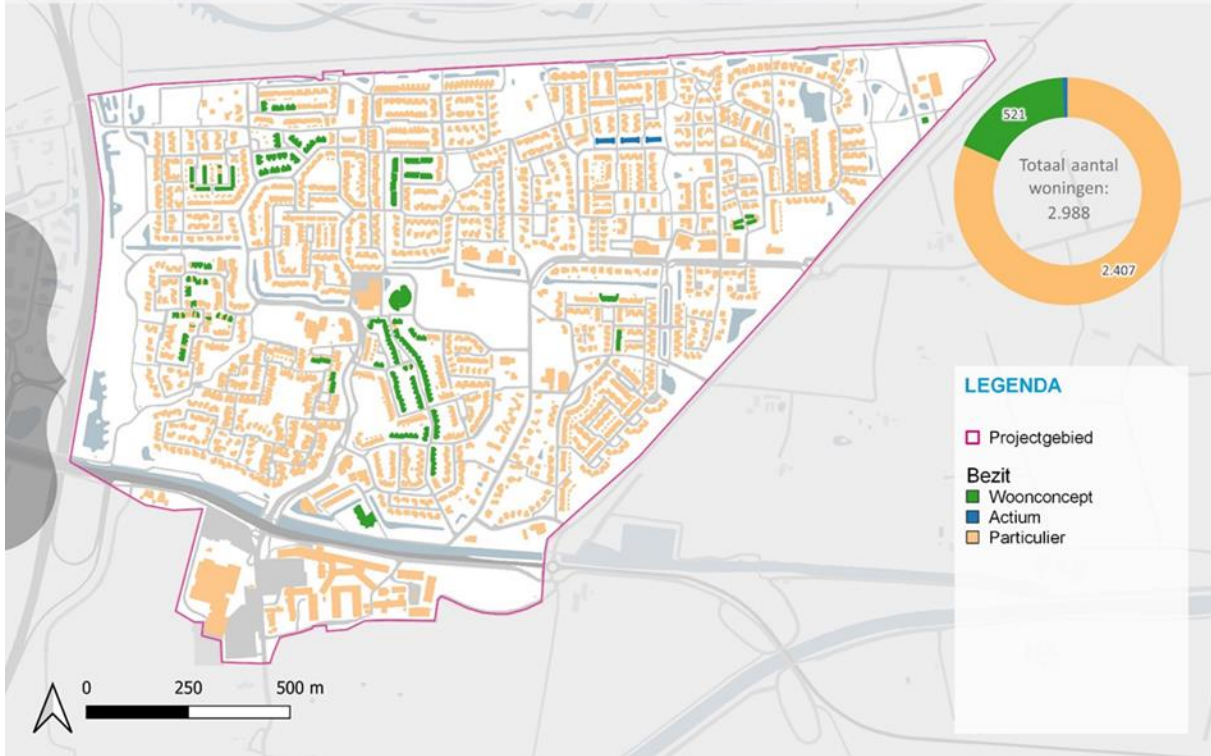 521
Totaal aantal
woningen:
2.988
2.407
LEGENDA
Projectgebied
Bezit
Woonconcept
Actium
Particulier
0 250 500 m